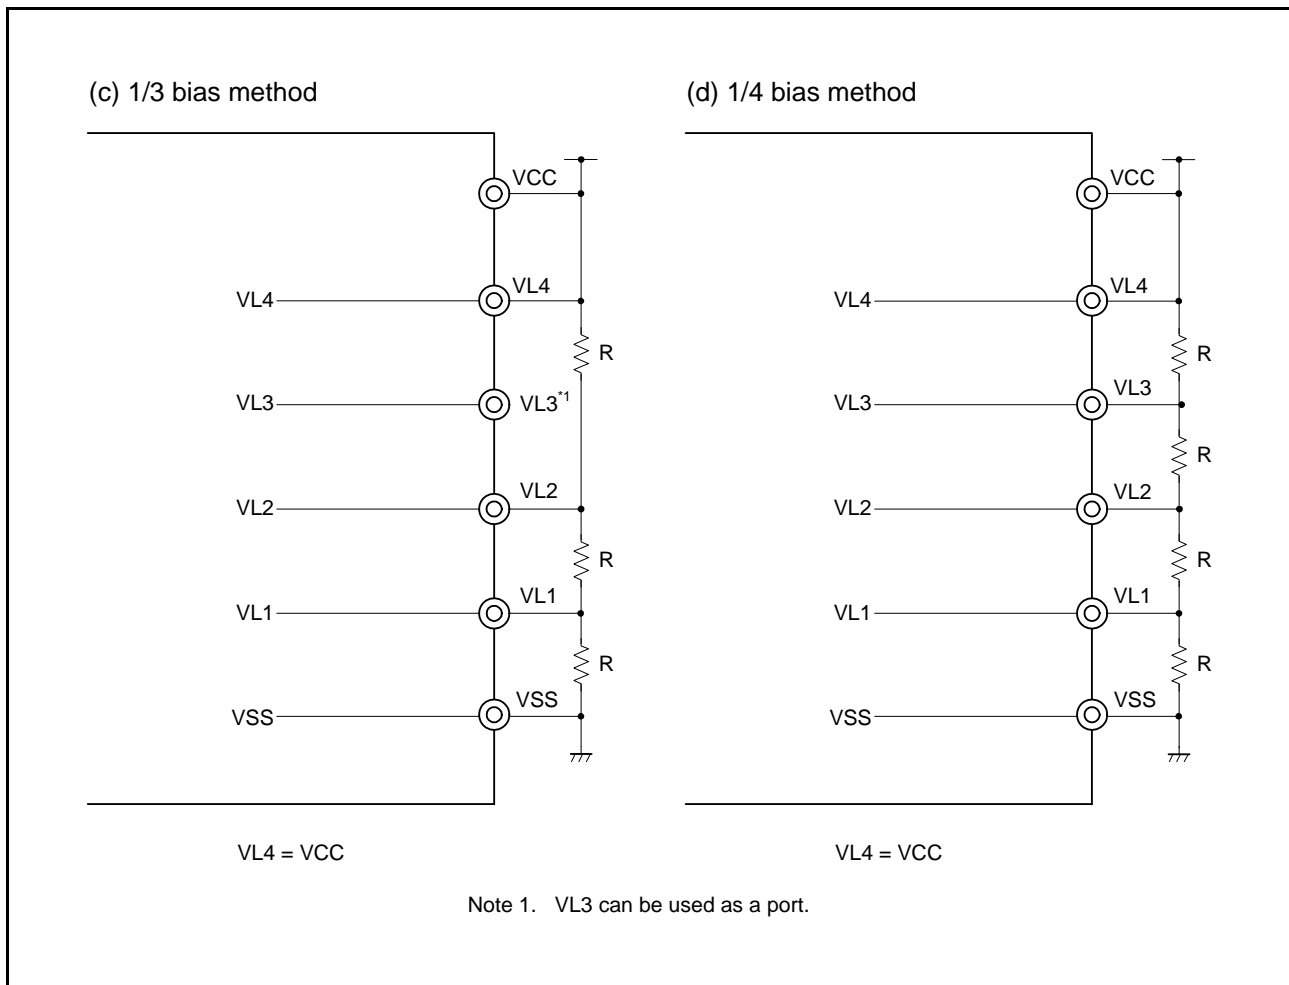 (c) 1/3 bias method
VCC
VL4
VL4
R
VL3
VL3*1
VL2
VL2
R
VL1
VL1
R
VSS
VSS
VL4 = VCC
(d) 1/4 bias method
VCC
VL4
VL4
R
VL3
VL3
R
VL2
VL2
R
VL1
VL1
R
VSS
VSS
VL4 = VCC
Note 1. VL3 can be used as a port.